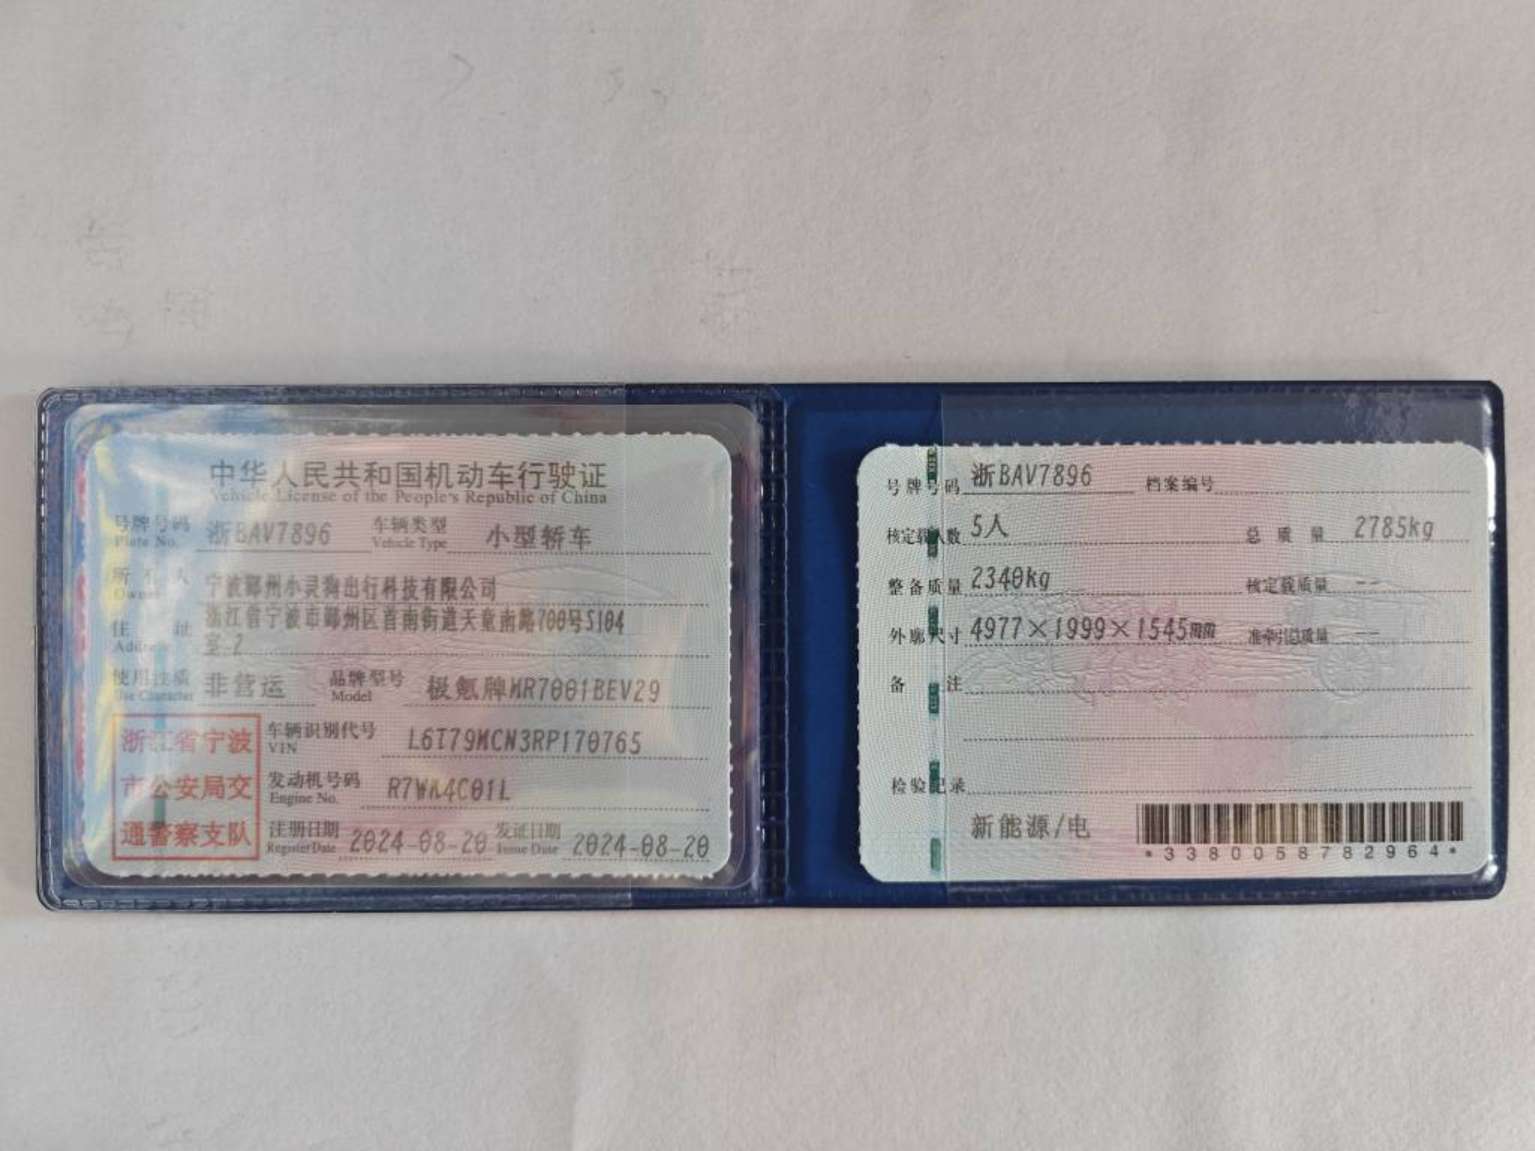 中华人民共和国机动车行驶证
Vehicle License of the People's Republic of China
号牌号码 浙BAV7896 车辆类型 小型轿车
Plate No. Vehicle Type
所有人 宁波鄞州小灵狗出行科技有限公司
Owner
住址 浙江省宁波市鄞州区首南街道天童南路700号S104
Address 室-2
使用性质 非营运 品牌型号 极氪牌MR7001BEV29
Use Character Model
浙江省宁波
市公安局交
通警察支队
车辆识别代号 L6T79MCN3RP170765
VIN
发动机号码 R7WK4C01L
Engine No.
注册日期 2024-08-20 发证日期 2024-08-20
Register Date Issue Date
号牌号码 浙BAV7896 档案编号
核定载人数 5人 总质量 2785kg
整备质量 2340kg 核定载质量 --
外廓尺寸 4977×1999×1545mm 准牵引总质量 --
备注
检验记录
新能源/电
*3380058782964*